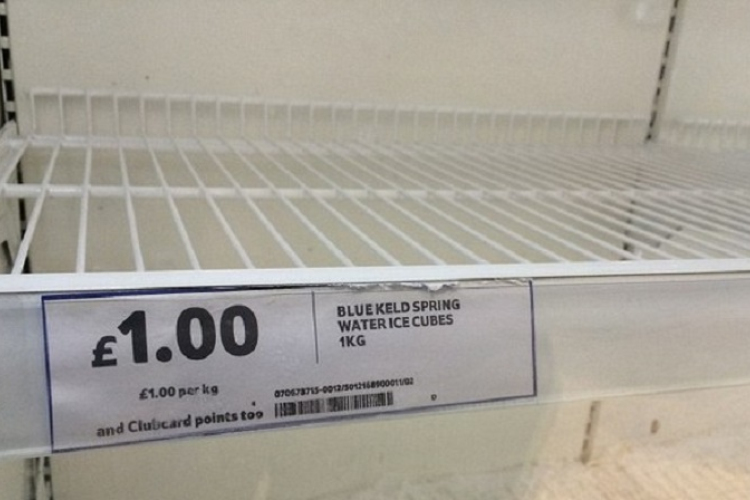 £1.00
£1.00 per kg
and Clubcard points too
BLUE KELD SPRING
WATER ICE CUBES
1KG